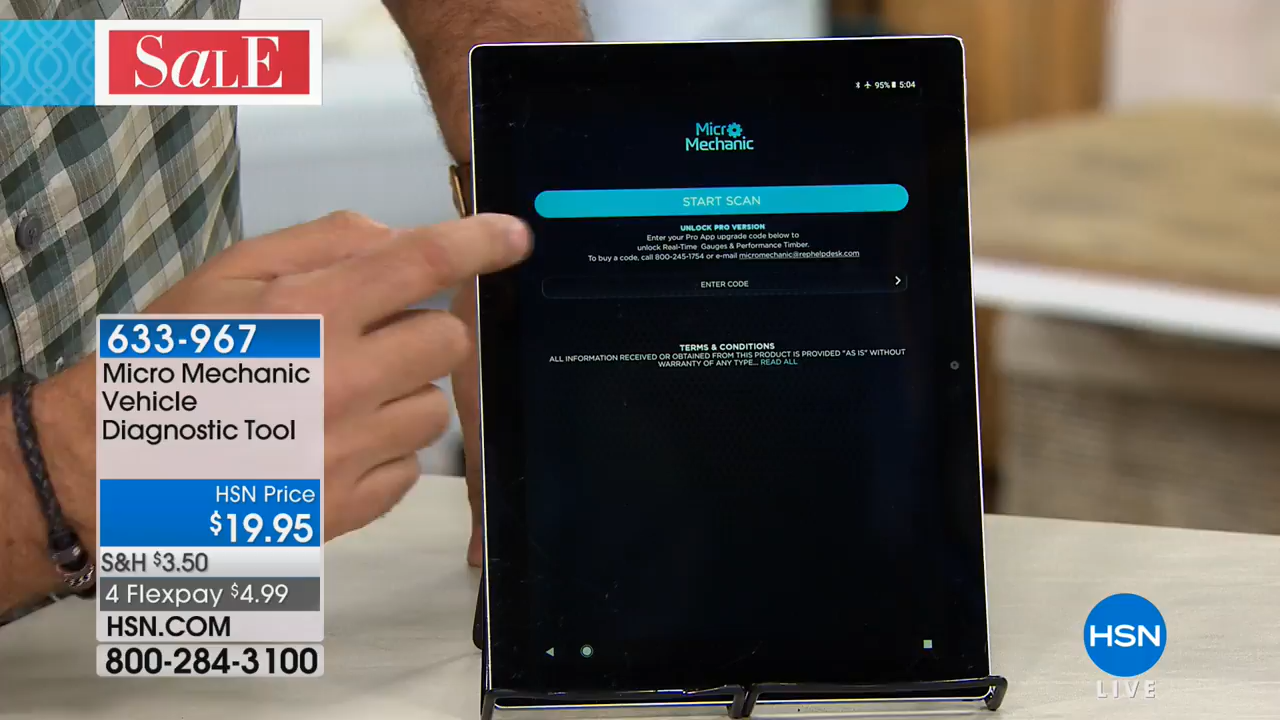 SaLE
95% 5:04
Micro
Mechanic
START SCAN
UNLOCK PRO VERSION
Enter your Pro App upgrade code below to
unlock Real-Time Gauges & Performance Timber.
To buy a code, call 800-245-1754 or e-mail micromechanic@rephelpdesk.com
ENTER CODE
TERMS & CONDITIONS
ALL INFORMATION RECEIVED OR OBTAINED FROM THIS PRODUCT IS PROVIDED "AS IS" WITHOUT
WARRANTY OF ANY TYPE... READ ALL
633-967
Micro Mechanic
Vehicle
Diagnostic Tool
HSN Price
$19.95
S&H $3.50
4 Flexpay $4.99
HSN.COM
800-284-3100
HSN
LIVE